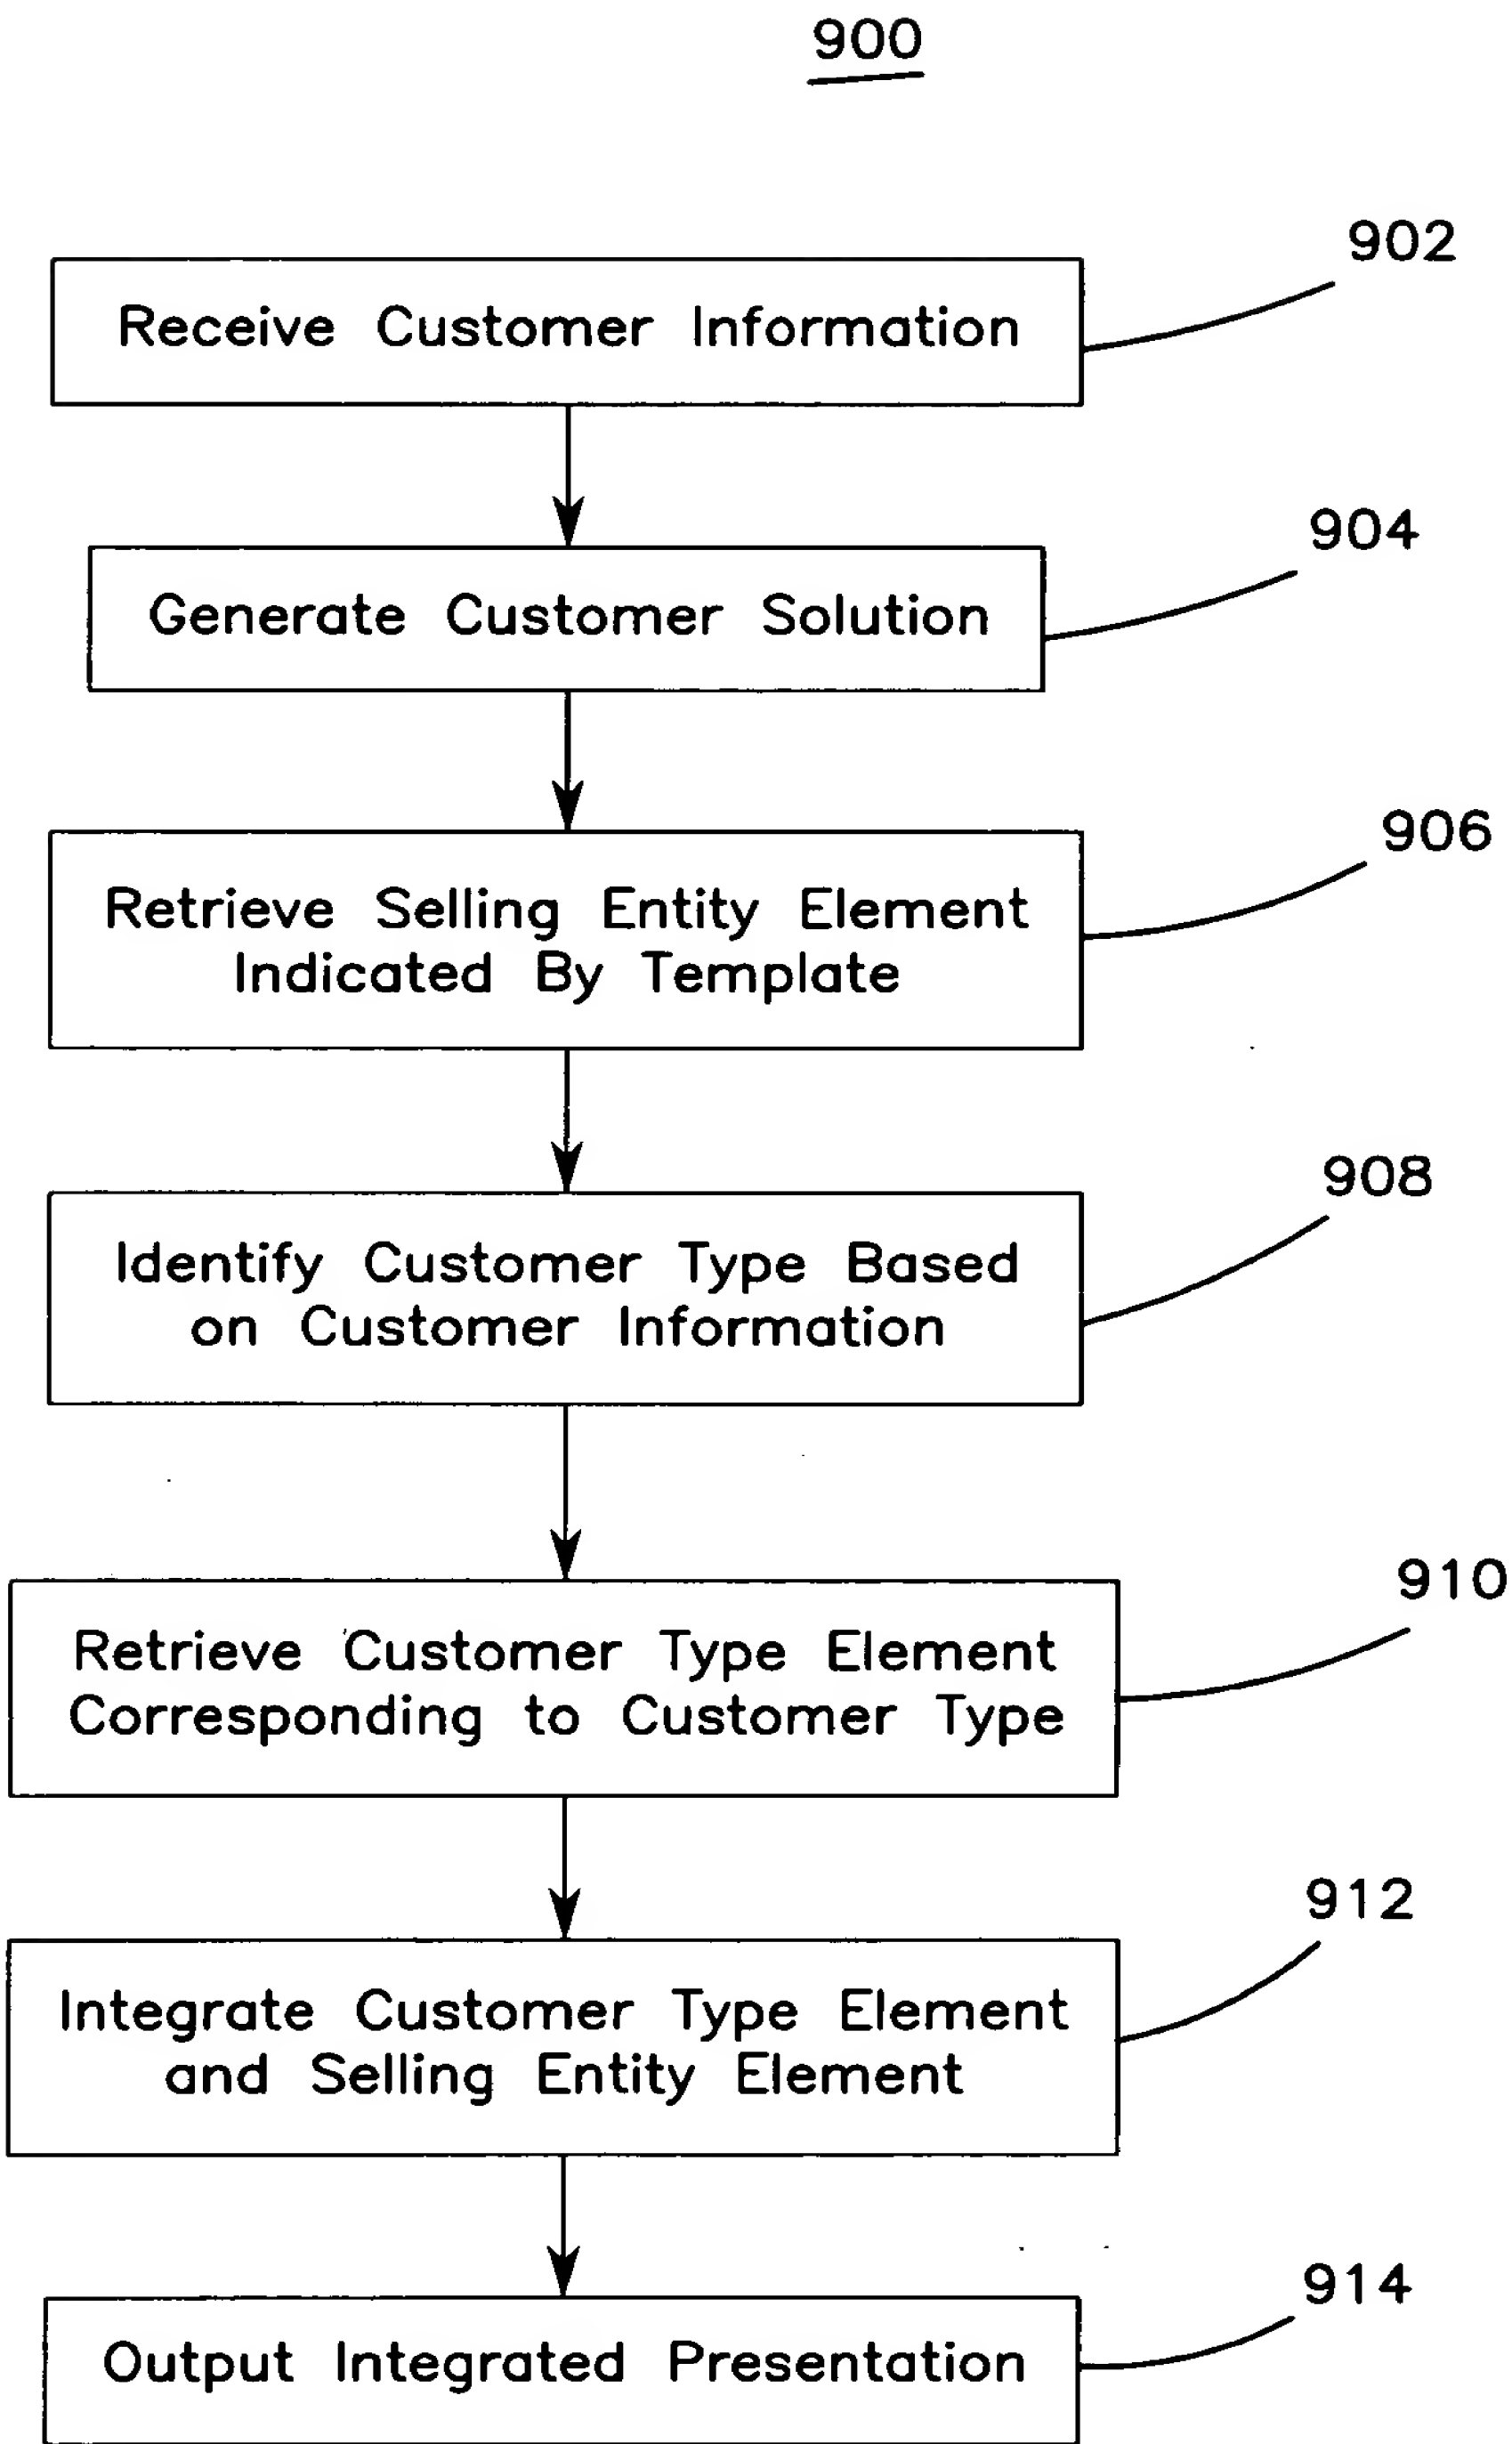 900
902
Receive Customer Information
904
Generate Customer Solution
906
Retrieve Selling Entity Element
Indicated By Template
908
Identify Customer Type Based
on Customer Information
910
Retrieve Customer Type Element
Corresponding to Customer Type
912
Integrate Customer Type Element
and Selling Entity Element
914
Output Integrated Presentation